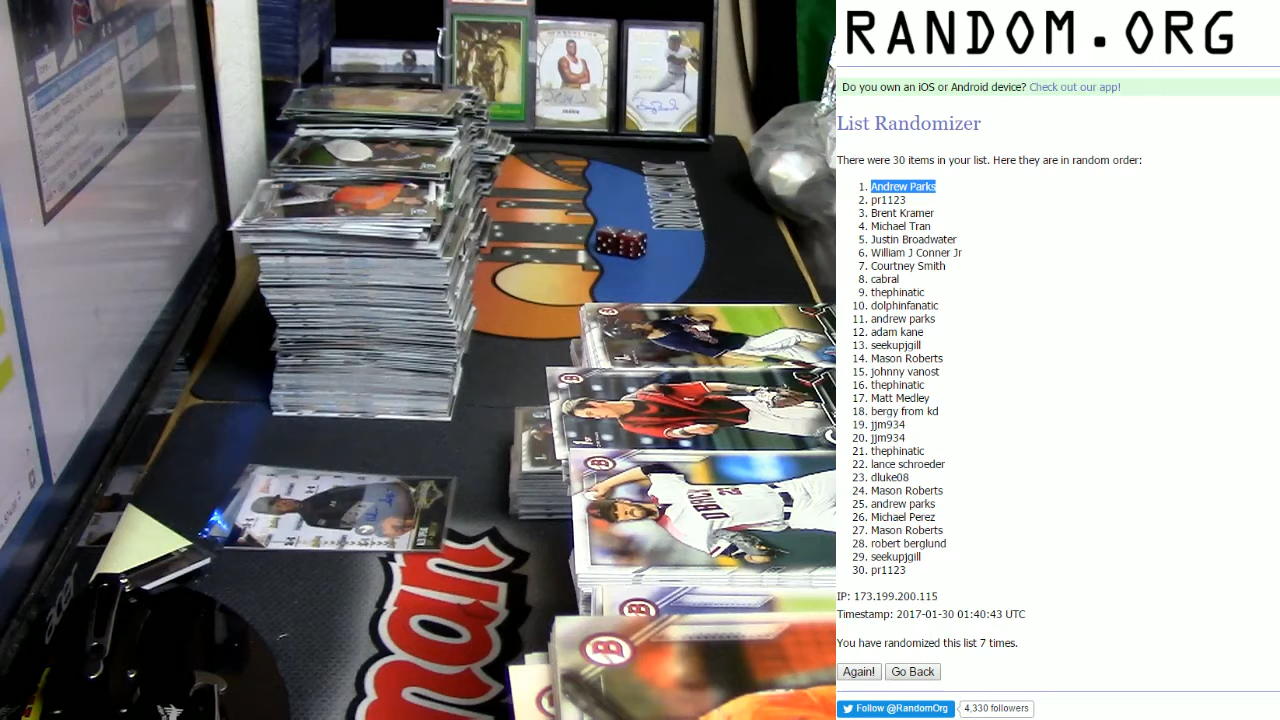 RANDOM.ORG
Do you own an iOS or Android device? Check out our app!
List Randomizer
There were 30 items in your list. Here they are in random order:
1. Andrew Parks
2. pr1123
3. Brent Kramer
4. Michael Tran
5. Justin Broadwater
6. William J Conner Jr
7. Courtney Smith
8. cabral
9. thephinatic
10. dolphinfanatic
11. andrew parks
12. adam kane
13. seekupjgill
14. Mason Roberts
15. johnny vanost
16. thephinatic
17. Matt Medley
18. bergy from kd
19. jjm934
20. jjm934
21. thephinatic
22. lance schroeder
23. dluke08
24. Mason Roberts
25. andrew parks
26. Michael Perez
27. Mason Roberts
28. robert berglund
29. seekupjgill
30. pr1123
IP: 173.199.200.115
Timestamp: 2017-01-30 01:40:43 UTC
You have randomized this list 7 times.
Again! Go Back
Follow @RandomOrg 4,330 followers